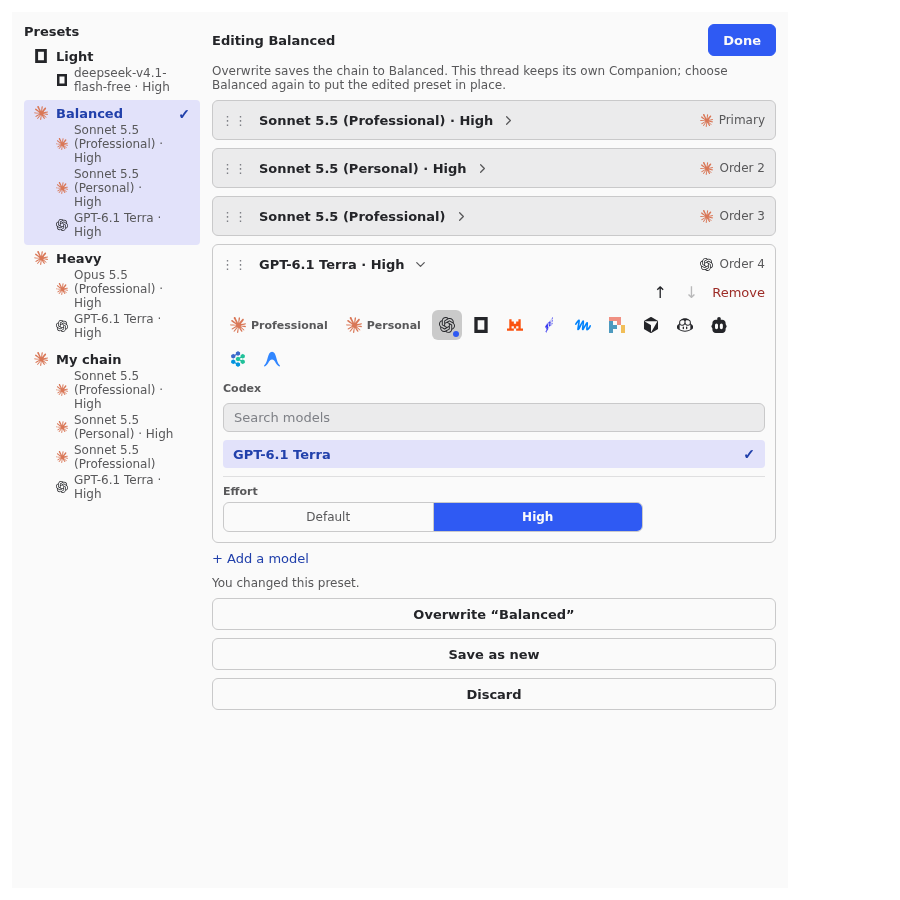 Presets
Light
deepseek-v4.1-
flash-free · High
Balanced ✓
Sonnet 5.5
(Professional) ·
High
Sonnet 5.5
(Personal) ·
High
GPT-6.1 Terra ·
High
Heavy
Opus 5.5
(Professional) ·
High
GPT-6.1 Terra ·
High
My chain
Sonnet 5.5
(Professional) ·
High
Sonnet 5.5
(Personal) · High
Sonnet 5.5
(Professional)
GPT-6.1 Terra ·
High
Editing Balanced
Done
Overwrite saves the chain to Balanced. This thread keeps its own Companion; choose
Balanced again to put the edited preset in place.
Sonnet 5.5 (Professional) · High
Primary
Sonnet 5.5 (Personal) · High
Order 2
Sonnet 5.5 (Professional)
Order 3
GPT-6.1 Terra · High
Order 4
↑ ↓ Remove
Professional
Personal
Codex
Search models
GPT-6.1 Terra ✓
Effort
Default
High
+ Add a model
You changed this preset.
Overwrite “Balanced”
Save as new
Discard